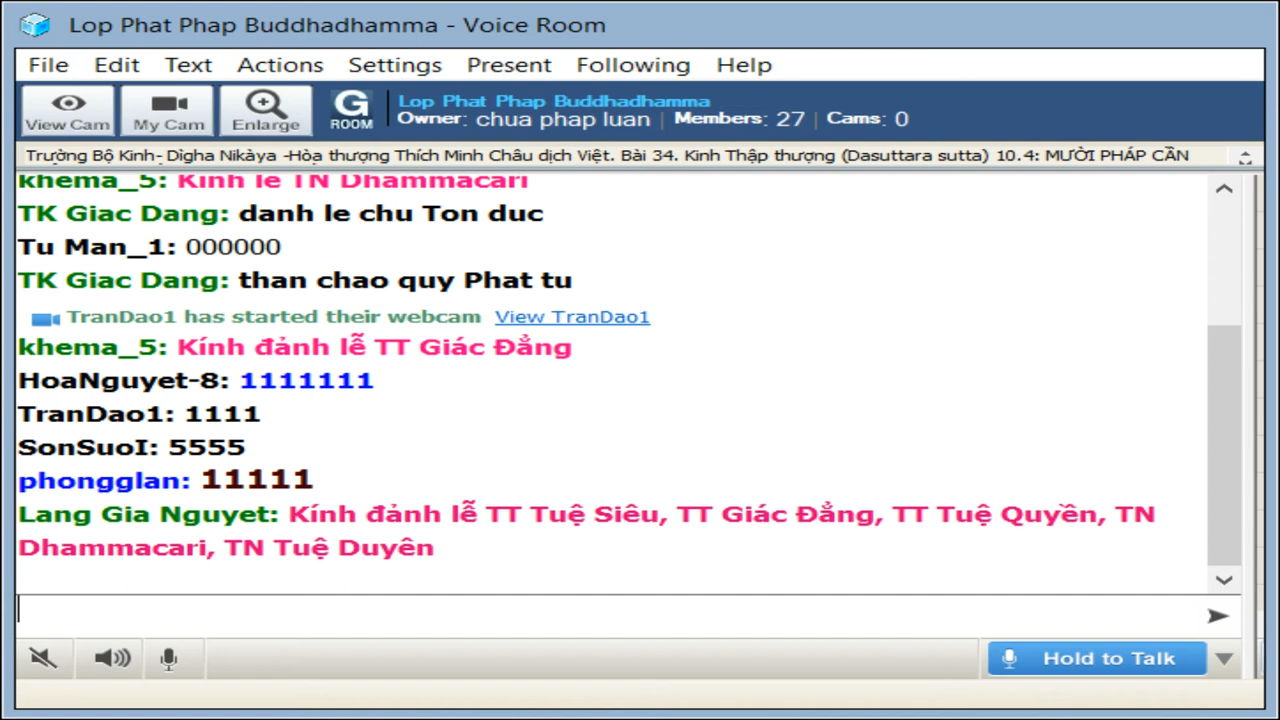 Lop Phat Phap Buddhadhamma - Voice Room
File Edit Text Actions Settings Present Following Help
View Cam My Cam Enlarge G ROOM
Lop Phat Phap Buddhadhamma
Owner: chua phap luan | Members: 27 | Cams: 0
Trường Bộ Kinh- Dìgha Nikàya -Hòa thượng Thích Minh Châu dịch Việt. Bài 34. Kinh Thập thượng (Dasuttara sutta) 10.4: MƯỜI PHÁP CẦN
khema_5: Kính lễ TN Dhammacari
TK Giac Dang: danh le chu Ton duc
Tu Man_1: 000000
TK Giac Dang: than chao quy Phat tu
TranDao1 has started their webcam View TranDao1
khema_5: Kính đảnh lễ TT Giác Đẳng
HoaNguyet-8: 1111111
TranDao1: 1111
SonSuoI: 5555
phongglan: 11111
Lang Gia Nguyet: Kính đảnh lễ TT Tuệ Siêu, TT Giác Đẳng, TT Tuệ Quyền, TN
Dhammacari, TN Tuệ Duyên
Hold to Talk